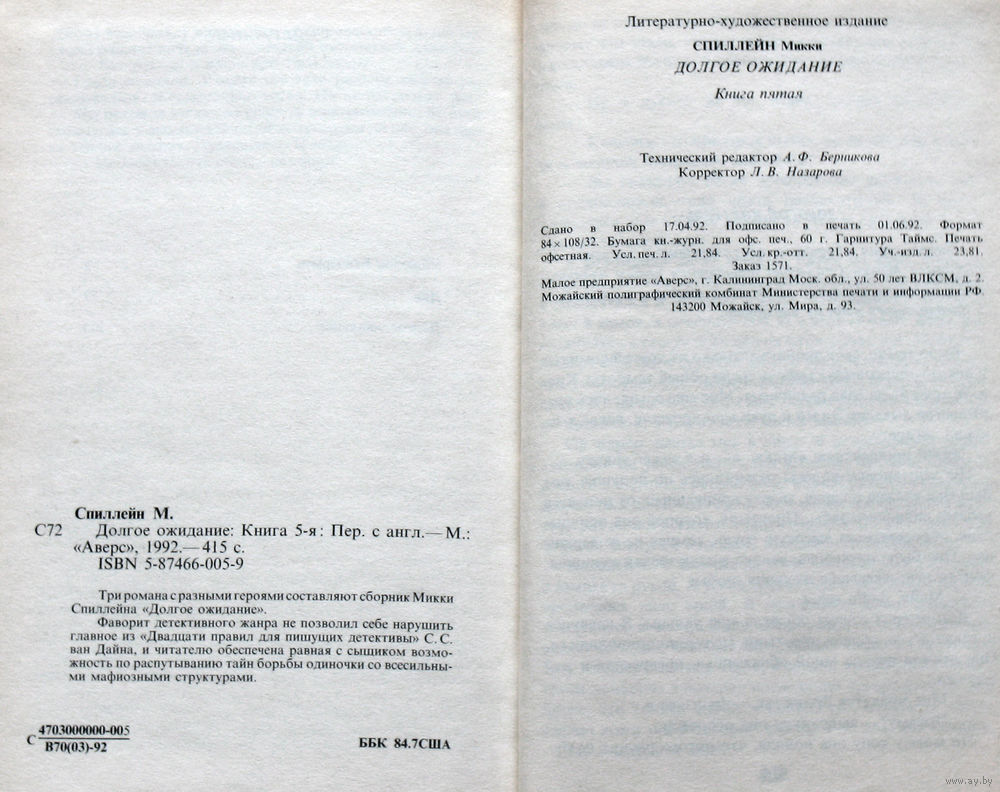 Спиллейн М.
С72 Долгое ожидание: Книга 5-я: Пер. с англ.— М.:
«Аверс», 1992.— 415 с.
ISBN 5-87466-005-9
Три романа с разными героями составляют сборник Микки
Спиллейна «Долгое ожидание».
Фаворит детективного жанра не позволил себе нарушить
главное из «Двадцати правил для пишущих детективы» С. С.
ван Дайна, и читателю обеспечена равная с сыщиком возмо-
жность по распутыванию тайн борьбы одиночки со всесильны-
ми мафиозными структурами.
С 4703000000-005
В70(03)-92
ББК 84.7США
Литературно-художественное издание
СПИЛЛЕЙН Микки
ДОЛГОЕ ОЖИДАНИЕ
Книга пятая
Технический редактор А. Ф. Берникова
Корректор Л. В. Назарова
Сдано в набор 17.04.92. Подписано в печать 01.06.92. Формат
84×108/32. Бумага кн.-журн. для офс. печ., 60 г. Гарнитура Таймс. Печать
офсетная. Усл. печ. л. 21,84. Усл. кр.-отт. 21,84. Уч.-изд. л. 23,81.
Заказ 1571.
Малое предприятие «Аверс», г. Калининград Моск. обл., ул. 50 лет ВЛКСМ, д. 2.
Можайский полиграфический комбинат Министерства печати и информации РФ.
143200 Можайск, ул. Мира, д. 93.
www.ay.by